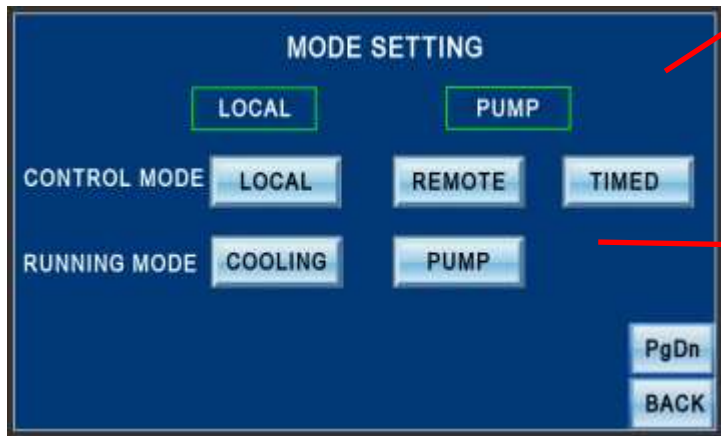 MODE SETTING
LOCAL PUMP
CONTROL MODE LOCAL REMOTE TIMED
RUNNING MODE COOLING PUMP
PgDn
BACK